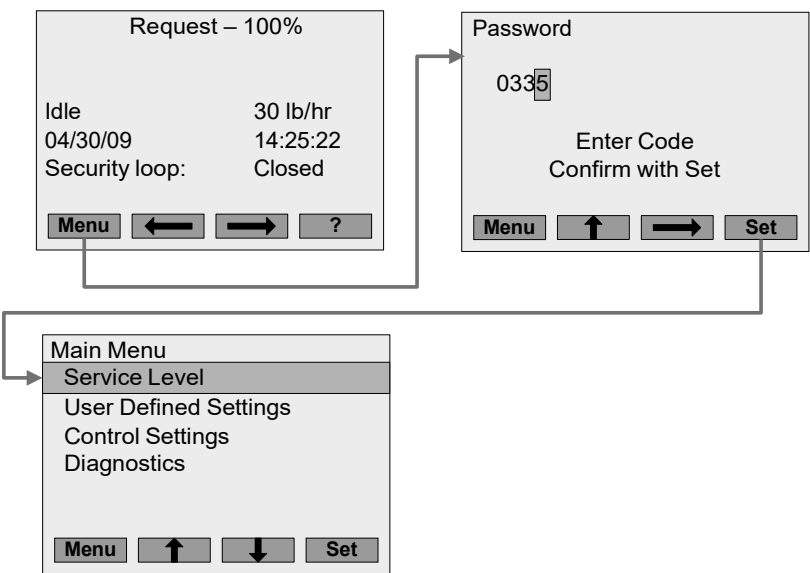 Request – 100%
Idle 30 lb/hr
04/30/09 14:25:22
Security loop: Closed
Menu ?
Password
0335
Enter Code
Confirm with Set
Menu Set
Main Menu
Service Level
User Defined Settings
Control Settings
Diagnostics
Menu Set